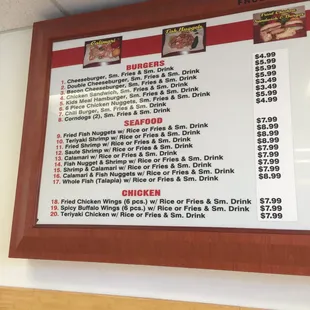 Calamari
Fish Nuggets
Fried Chicken
Sandwich & Fries
BURGERS
1. Cheeseburger, Sm. Fries & Sm. Drink $4.99
2. Double Cheeseburger, Sm. Fries & Sm. Drink $5.99
3. Bacon Cheeseburger, Sm. Fries & Sm. Drink $5.99
4. Chicken Sandwich, Sm. Fries & Sm. Drink $5.99
5. Kids Meal Hamburger, Sm. Fries & Sm. Drink $3.49
6. 6 Piece Chicken Nuggets, Sm. Fries & Sm. Drink $5.99
7. Chili Burger, Sm. Fries & Sm. Drink $5.99
8. Corndogs (2), Sm. Fries & Sm. Drink $4.99
SEAFOOD
9. Fried Fish Nuggets w/ Rice or Fries & Sm. Drink $7.99
10. Teriyaki Shrimp w/ Rice or Fries & Sm. Drink $8.99
11. Fried Shrimp w/ Rice or Fries & Sm. Drink $8.99
12. Saute Shrimp w/ Rice or Fries & Sm. Drink $8.99
13. Calamari w/ Rice or Fries & Sm. Drink $7.99
14. Fish Nugget & Shrimp w/ Rice or Fries & Sm. Drink $7.99
15. Shrimp & Calamari w/ Rice or Fries & Sm. Drink $7.99
16. Calamari & Fish Nuggets w/ Rice or Fries & Sm. Drink $7.99
17. Whole Fish (Talapia) w/ Rice or Fries & Sm. Drink $8.99
CHICKEN
18. Fried Chicken Wings (6 pcs.) w/ Rice or Fries & Sm. Drink $7.99
19. Spicy Buffalo Wings (6 pcs.) w/ Rice or Fries & Sm. Drink $7.99
20. Teriyaki Chicken w/ Rice or Fries & Sm. Drink $7.99